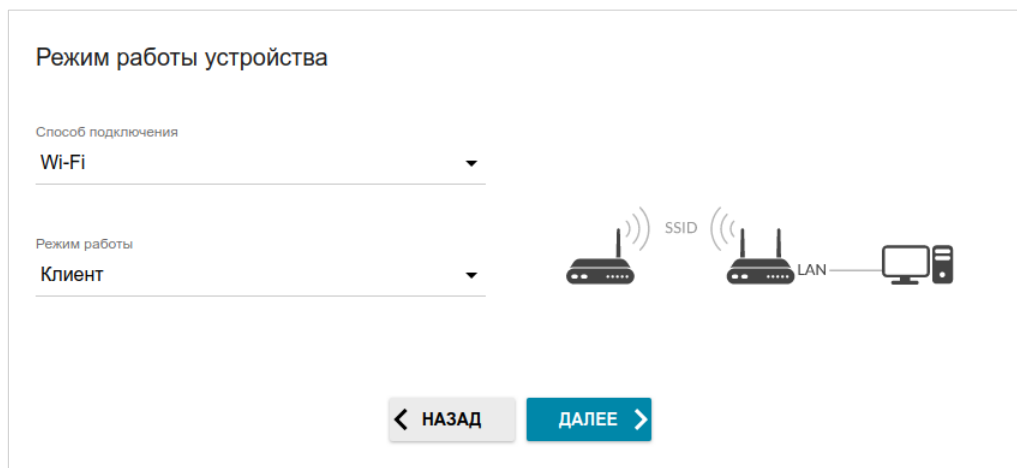 Режим работы устройства
Способ подключения
Wi-Fi
Режим работы
Клиент
SSID
LAN
НАЗАД
ДАЛЕЕ